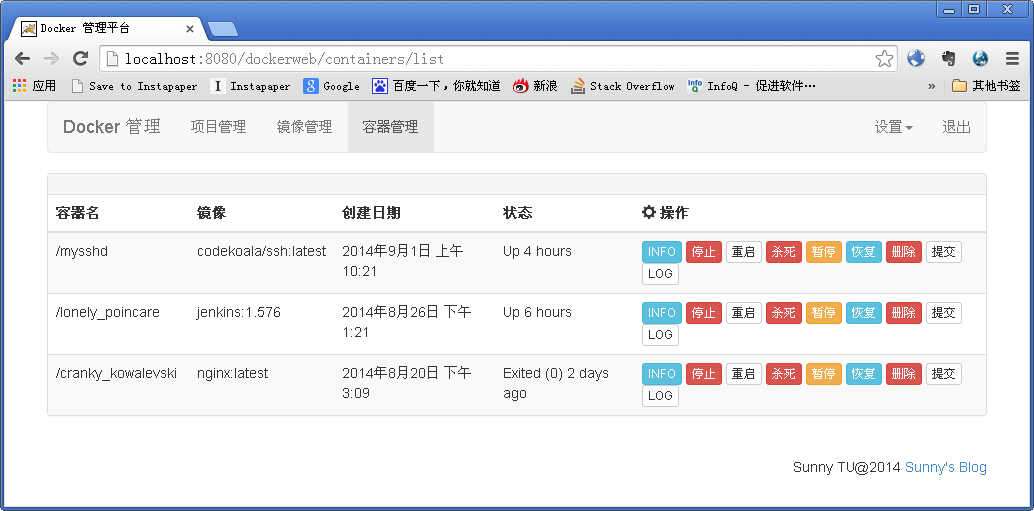 Docker 管理平台
localhost:8080/dockerweb/containers/list
应用 Save to Instapaper Instapaper Google 百度一下，你就知道 新浪 Stack Overflow InfoQ - 促进软件… » 其他书签
Docker 管理 项目管理 镜像管理 容器管理 设置 退出
容器名 镜像 创建日期 状态 操作
/mysshd codekoala/ssh:latest 2014年9月1日 上午 Up 4 hours INFO 停止 重启 杀死 暂停 恢复 删除 提交
10:21 LOG
/lonely_poincare jenkins:1.576 2014年8月26日 下午 Up 6 hours INFO 停止 重启 杀死 暂停 恢复 删除 提交
1:21 LOG
/cranky_kowalevski nginx:latest 2014年8月20日 下午 Exited (0) 2 days INFO 停止 重启 杀死 暂停 恢复 删除 提交
3:09 ago LOG
Sunny TU@2014 Sunny's Blog